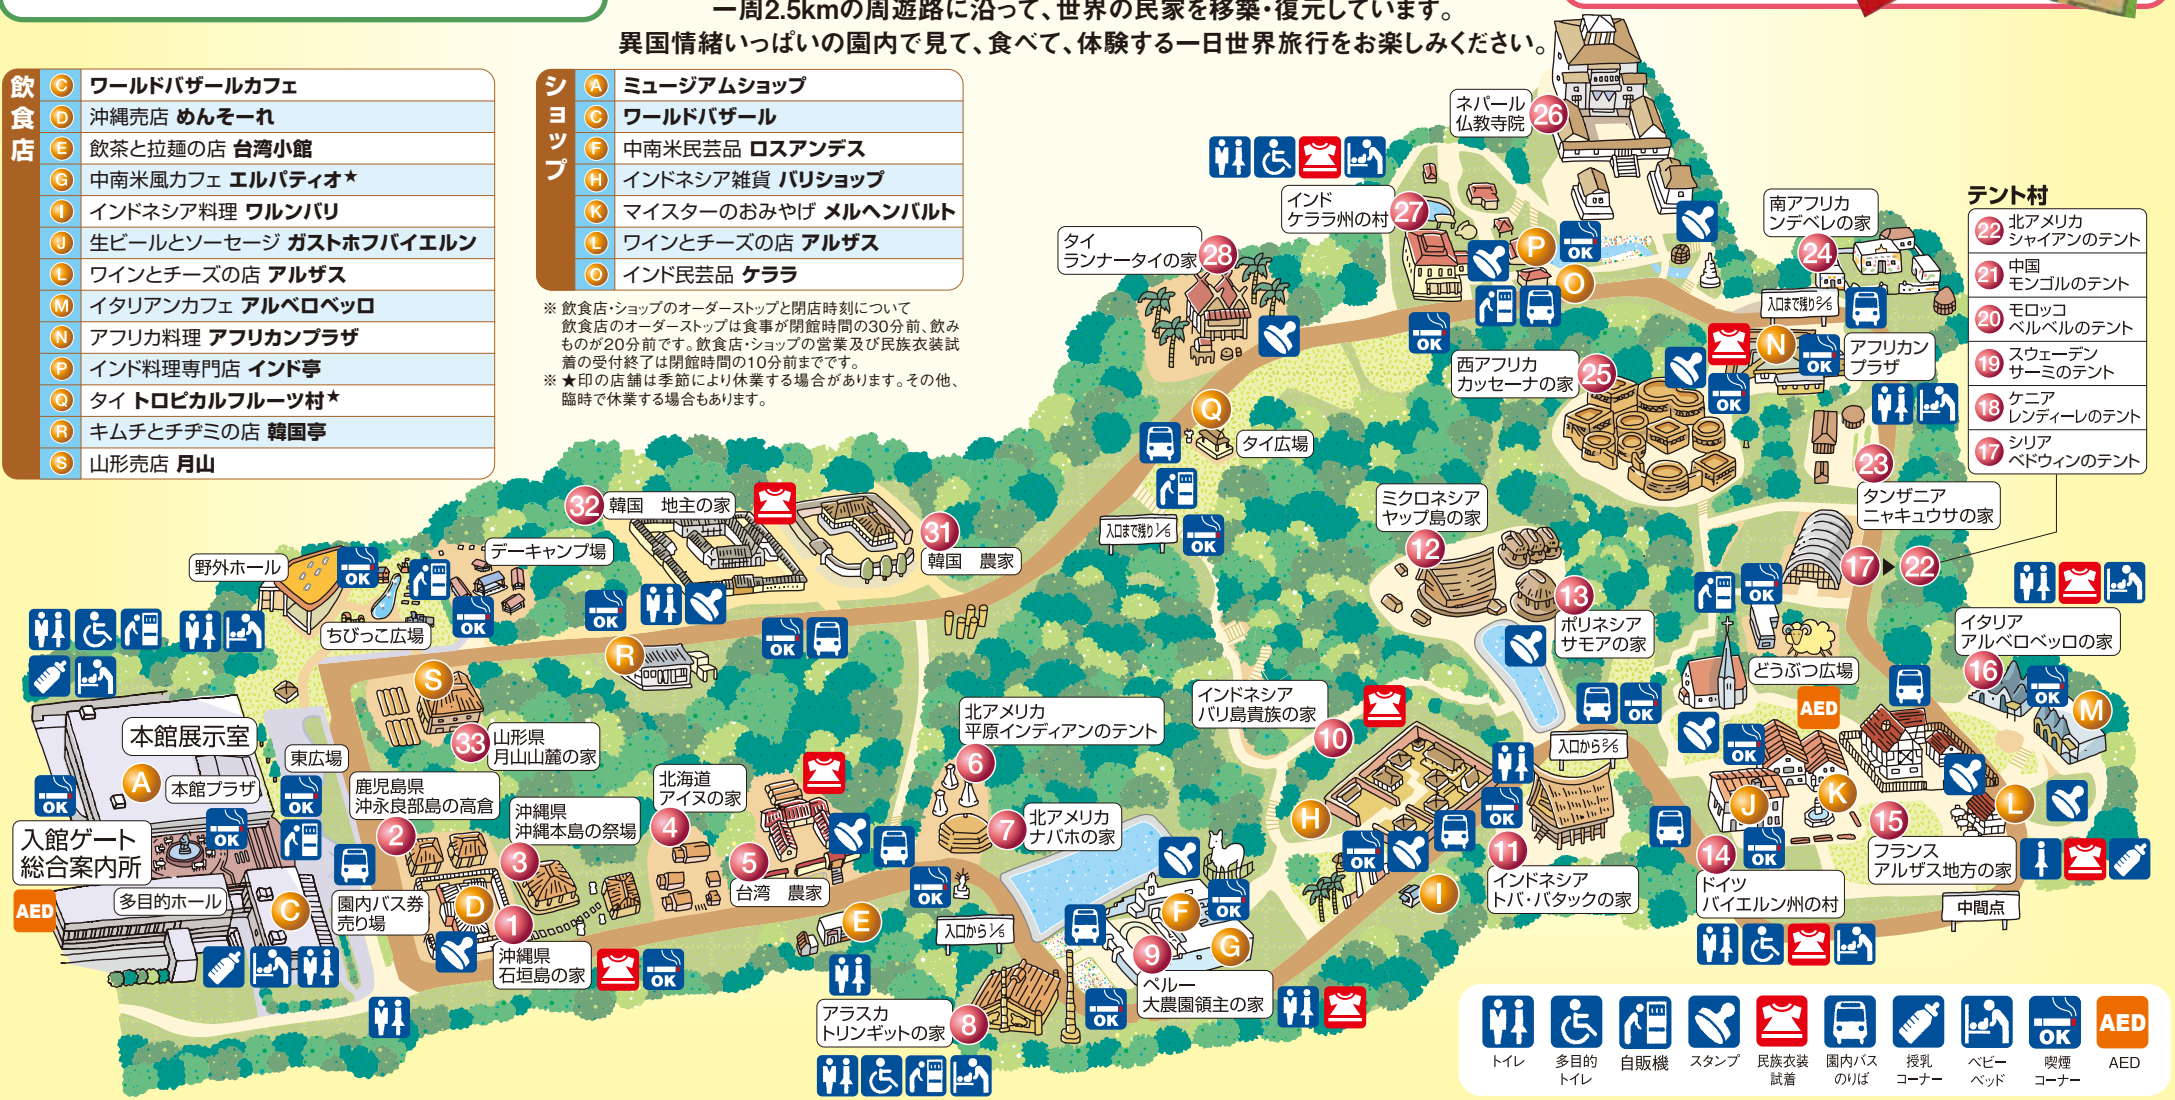 一周2.5kmの周遊路に沿って、世界の民家を移築・復元しています。
異国情緒いっぱいの園内で見て、食べて、体験する一日世界旅行をお楽しみください。
飲食店
C ワールドバザールカフェ
D 沖縄売店 めんそーれ
E 飲茶と拉麺の店 台湾小館
G 中南米風カフェ エルパティオ★
I インドネシア料理 ワルンバリ
J 生ビールとソーセージ ガストホフバイエルン
L ワインとチーズの店 アルザス
M イタリアンカフェ アルベロベッロ
N アフリカ料理 アフリカンプラザ
P インド料理専門店 インド亭
Q タイ トロピカルフルーツ村★
R キムチとチヂミの店 韓国亭
S 山形売店 月山
ショップ
A ミュージアムショップ
C ワールドバザール
F 中南米民芸品 ロスアンデス
H インドネシア雑貨 バリショップ
K マイスターのおみやげ メルヘンバルト
L ワインとチーズの店 アルザス
O インド民芸品 ケララ
※ 飲食店・ショップのオーダーストップと閉店時刻について
飲食店のオーダーストップは食事が閉館時間の30分前、飲み
ものが20分前です。飲食店・ショップの営業及び民族衣装試
着の受付終了は閉館時間の10分前までです。
※ ★印の店舗は季節により休業する場合があります。その他、
臨時で休業する場合もあります。
テント村
22 北アメリカ
シャイアンのテント
21 中国
モンゴルのテント
20 モロッコ
ベルベルのテント
19 スウェーデン
サーミのテント
18 ケニア
レンディーレのテント
17 シリア
ベドウィンのテント
ネパール
仏教寺院
26
インド
ケララ州の村
27
タイ
ランナータイの家
28
P
OK
O
OK
南アフリカ
ンデベレの家
24
入口まで残り2/5
N
OK
アフリカン
プラザ
西アフリカ
カッセーナの家
25
OK
Q
タイ広場
入口まで残り1/5
OK
23
タンザニア
ニャキュウサの家
17▶22
OK
どうぶつ広場
ミクロネシア
ヤップ島の家
12
13
ポリネシア
サモアの家
32
韓国 地主の家
31
韓国 農家
デーキャンプ場
野外ホール
OK
OK
ちびっこ広場
OK
OK
R
S
33
山形県
月山山麓の家
本館展示室
A
本館プラザ
東広場
OK
OK
OK
入館ゲート
総合案内所
AED
多目的ホール
C
園内バス券
売り場
鹿児島県
沖永良部島の高倉
2
沖縄県
沖縄本島の祭場
3
D
1
沖縄県
石垣島の家
OK
北海道
アイヌの家
4
5
台湾 農家
E
OK
北アメリカ
平原インディアンのテント
6
7
北アメリカ
ナバホの家
入口から1/5
アラスカ
トリンギットの家
8
OK
F
OK
G
9
ペルー
大農園領主の家
インドネシア
バリ島貴族の家
10
H
OK
I
OK
11
インドネシア
トバ・バタックの家
入口から2/5
OK
AED
OK
J
K
OK
14
ドイツ
バイエルン州の村
15
フランス
アルザス地方の家
L
中間点
イタリア
アルベロベッロの家
16
OK
M
トイレ
多目的
トイレ
自販機
スタンプ
民族衣装
試着
園内バス
のりば
授乳
コーナー
ベビー
ベッド
OK
喫煙
コーナー
AED
AED